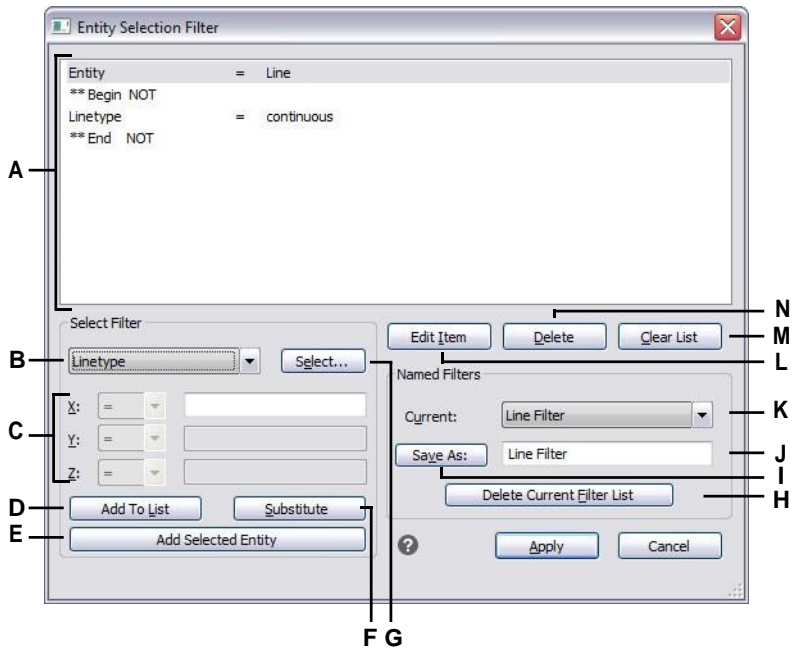 Entity Selection Filter
Entity = Line
** Begin NOT
Linetype = continuous
** End NOT
A
Select Filter
N
Edit Item Delete Clear List M
L
B Linetype Select...
Named Filters
C
X: =
Current: Line Filter K
Y: =
Save As: Line Filter J
I
Z: =
Delete Current Filter List H
D Add To List Substitute
E Add Selected Entity
? Apply Cancel
F G